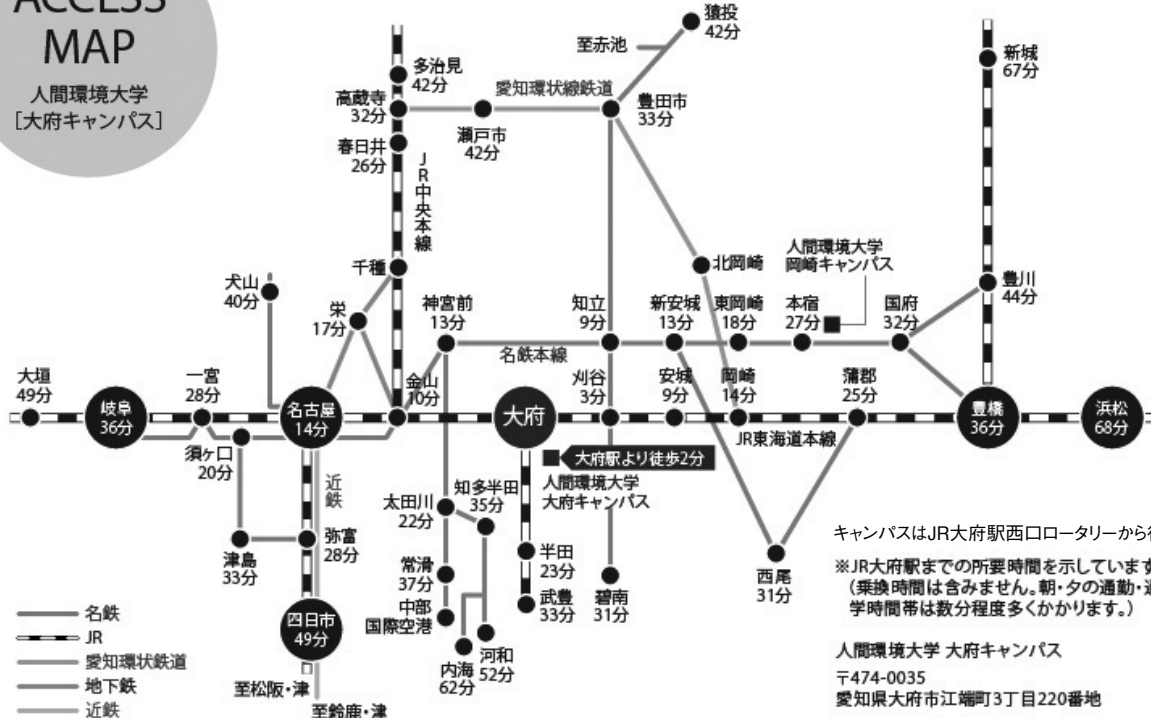 ACCESS
MAP
人間環境大学
［大府キャンパス］
猿投
42分
至赤池
新城
67分
多治見
42分
愛知環状線鉄道
高蔵寺
32分
瀬戸市
42分
豊田市
33分
春日井
26分
JR中央本線
千種
北岡崎
人間環境大学
岡崎キャンパス
犬山
40分
栄
17分
神宮前
13分
知立
9分
新安城
13分
東岡崎
18分
本宿
27分
国府
32分
豊川
44分
名鉄本線
大垣
49分
岐阜
36分
一宮
28分
名古屋
14分
金山
10分
大府
刈谷
3分
安城
9分
岡崎
14分
蒲郡
25分
豊橋
36分
浜松
68分
JR東海道本線
須ヶ口
20分
近鉄
大府駅より徒歩2分
人間環境大学
大府キャンパス
太田川
22分
知多半田
35分
津島
33分
弥富
28分
常滑
37分
中部
国際空港
半田
23分
武豊
33分
碧南
31分
西尾
31分
四日市
49分
内海
62分
河和
52分
至松阪・津
至鈴鹿・津
名鉄
JR
愛知環状鉄道
地下鉄
近鉄
キャンパスはJR大府駅西口ロータリーから
※JR大府駅までの所要時間を示しています
（乗換時間は含みません。朝・夕の通勤・通
学時間帯は数分程度多くかかります。）
人間環境大学 大府キャンパス
〒474-0035
愛知県大府市江端町3丁目220番地